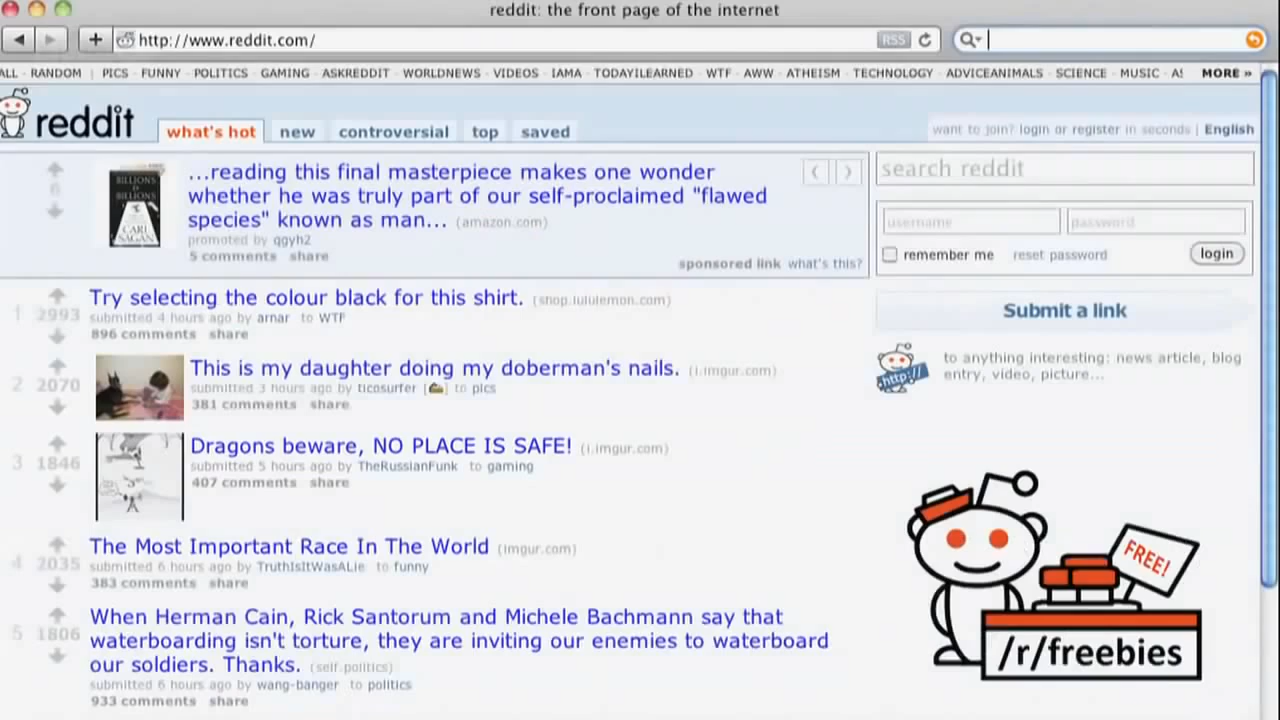 reddit: the front page of the internet
http://www.reddit.com/
RSS
ALL - RANDOM | PICS - FUNNY - POLITICS - GAMING - ASKREDDIT - WORLDNEWS - VIDEOS - IAMA - TODAYILEARNED - WTF - AWW - ATHEISM - TECHNOLOGY - ADVICEANIMALS - SCIENCE - MUSIC - MORE »
reddit what's hot new controversial top saved
want to join? login or register in seconds | English
...reading this final masterpiece makes one wonder
whether he was truly part of our self-proclaimed "flawed
species" known as man... (amazon.com)
promoted by qgyh2
5 comments share
sponsored link what's this?
BILLIONS
BILLIONS
CARL
SAGAN
6
search reddit
username password
remember me reset password login
Submit a link
http://
to anything interesting: news article, blog
entry, video, picture...
1 2993
Try selecting the colour black for this shirt. (shop.lululemon.com)
submitted 4 hours ago by arnar to WTF
896 comments share
2 2070
This is my daughter doing my doberman's nails. (i.imgur.com)
submitted 3 hours ago by ticosurfer [ ] to pics
381 comments share
3 1846
Dragons beware, NO PLACE IS SAFE! (i.imgur.com)
submitted 5 hours ago by TheRussianFunk to gaming
407 comments share
4 2035
The Most Important Race In The World (imgur.com)
submitted 6 hours ago by TruthIsItWasALie to funny
383 comments share
5 1806
When Herman Cain, Rick Santorum and Michele Bachmann say that
waterboarding isn't torture, they are inviting our enemies to waterboard
our soldiers. Thanks. (self.politics)
submitted 6 hours ago by wang-banger to politics
933 comments share
FREE!
/r/freebies